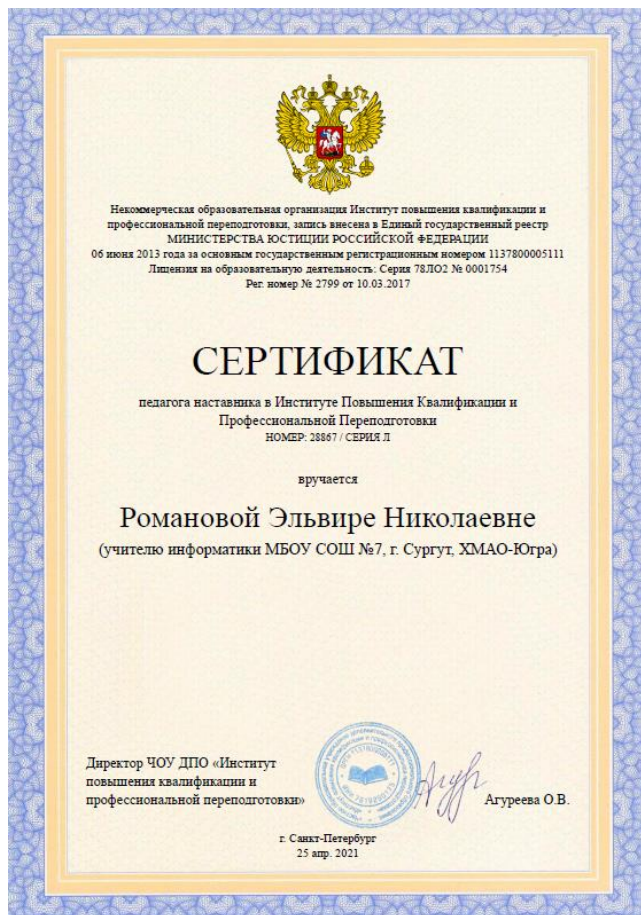 Некоммерческая образовательная организация Институт повышения квалификации и
профессиональной переподготовки, запись внесена в Единый государственный реестр
МИНИСТЕРСТВА ЮСТИЦИИ РОССИЙСКОЙ ФЕДЕРАЦИИ
06 июня 2013 года за основным государственным регистрационным номером 1137800005111
Лицензия на образовательную деятельность: Серия 78ЛО2 № 0001754
Рег. номер № 2799 от 10.03.2017
СЕРТИФИКАТ
педагога наставника в Институте Повышения Квалификации и
Профессиональной Переподготовки
НОМЕР: 28867 / СЕРИЯ Л
вручается
Романовой Эльвире Николаевне
(учителю информатики МБОУ СОШ №7, г. Сургут, ХМАО-Югра)
Директор ЧОУ ДПО «Институт
повышения квалификации и
профессиональной переподготовки»
Агуреева О.В.
г. Санкт-Петербург
25 апр. 2021